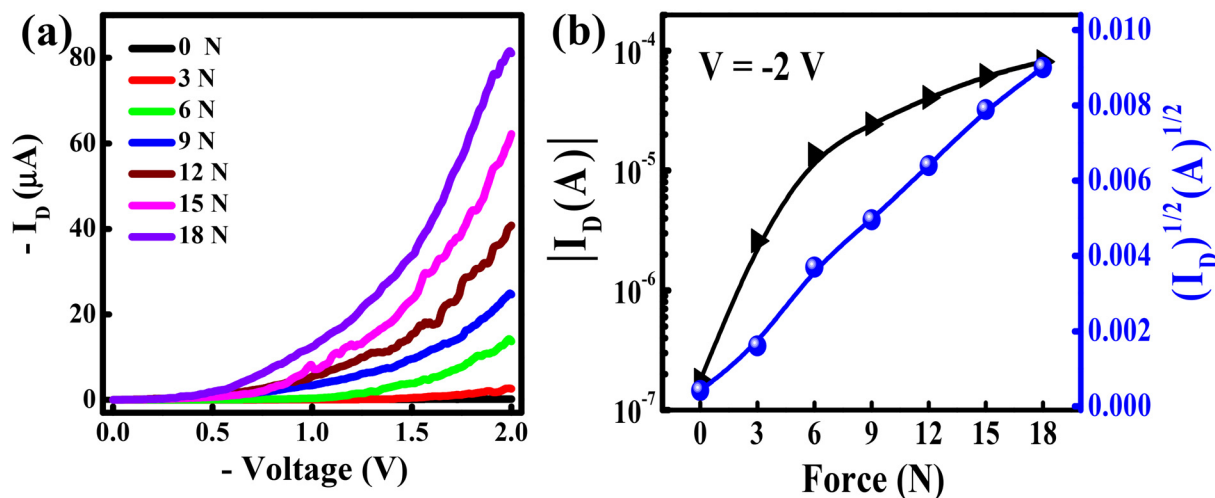 (a)
0 N
3 N
6 N
9 N
12 N
15 N
18 N
80
60
40
20
0
- I_D (µA)
0.0 0.5 1.0 1.5 2.0
- Voltage (V)
(b)
V = -2 V
10^-4
10^-5
10^-6
10^-7
|I_D(A)|
0.010
0.008
0.006
0.004
0.002
0.000
(I_D)^1/2(A)^1/2
0 3 6 9 12 15 18
Force (N)